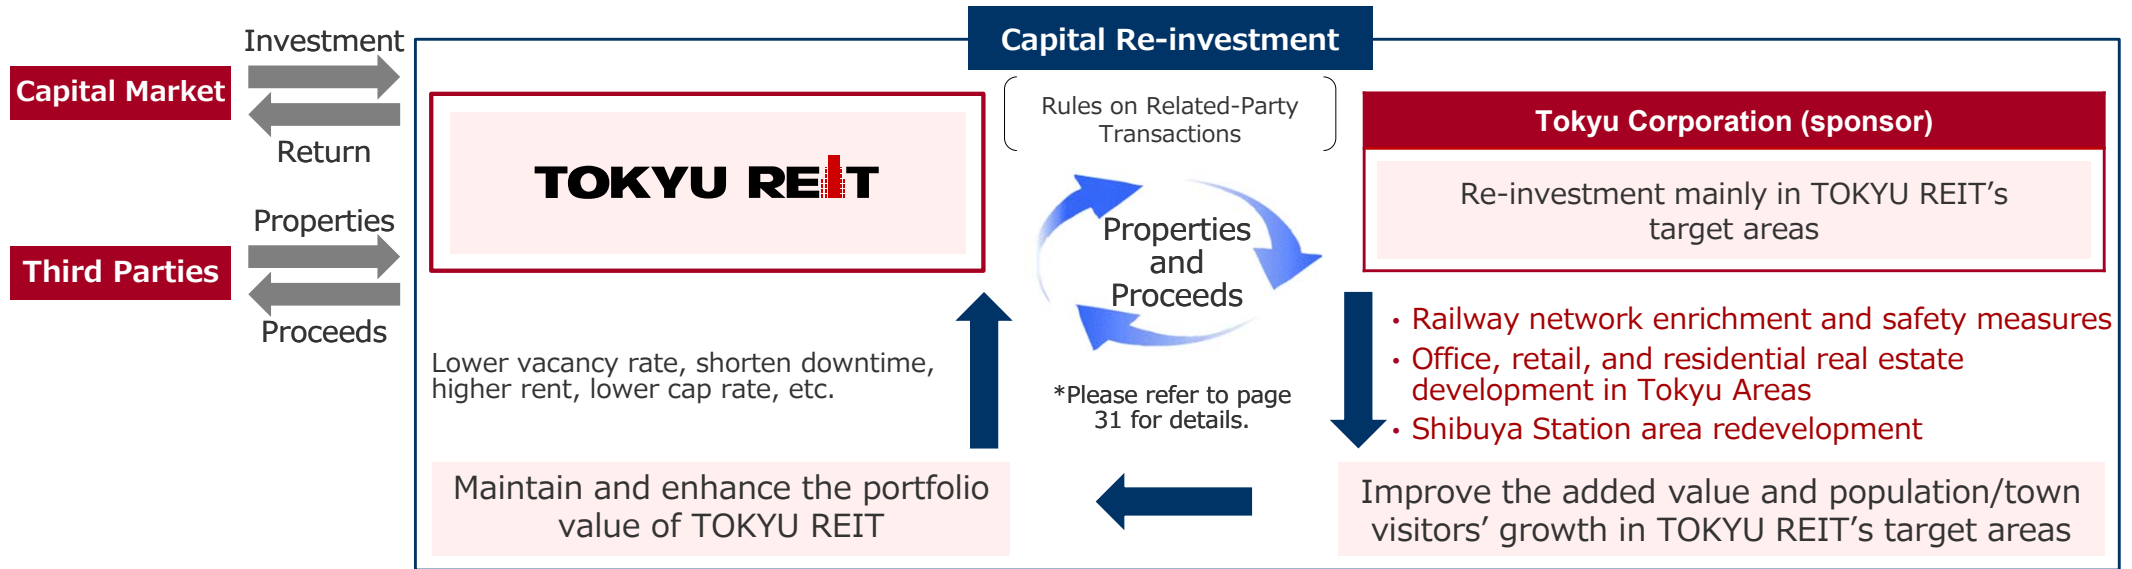 Capital Re-investment
Investment
Capital Market
Return
Properties
Third Parties
Proceeds
TOKYU REIT
Rules on Related-Party
Transactions
Properties
and
Proceeds
*Please refer to page
31 for details.
Tokyu Corporation (sponsor)
Re-investment mainly in TOKYU REIT’s
target areas
・Railway network enrichment and safety measures
・Office, retail, and residential real estate
development in Tokyu Areas
・Shibuya Station area redevelopment
Improve the added value and population/town
visitors’ growth in TOKYU REIT’s target areas
Lower vacancy rate, shorten downtime,
higher rent, lower cap rate, etc.
Maintain and enhance the portfolio
value of TOKYU REIT